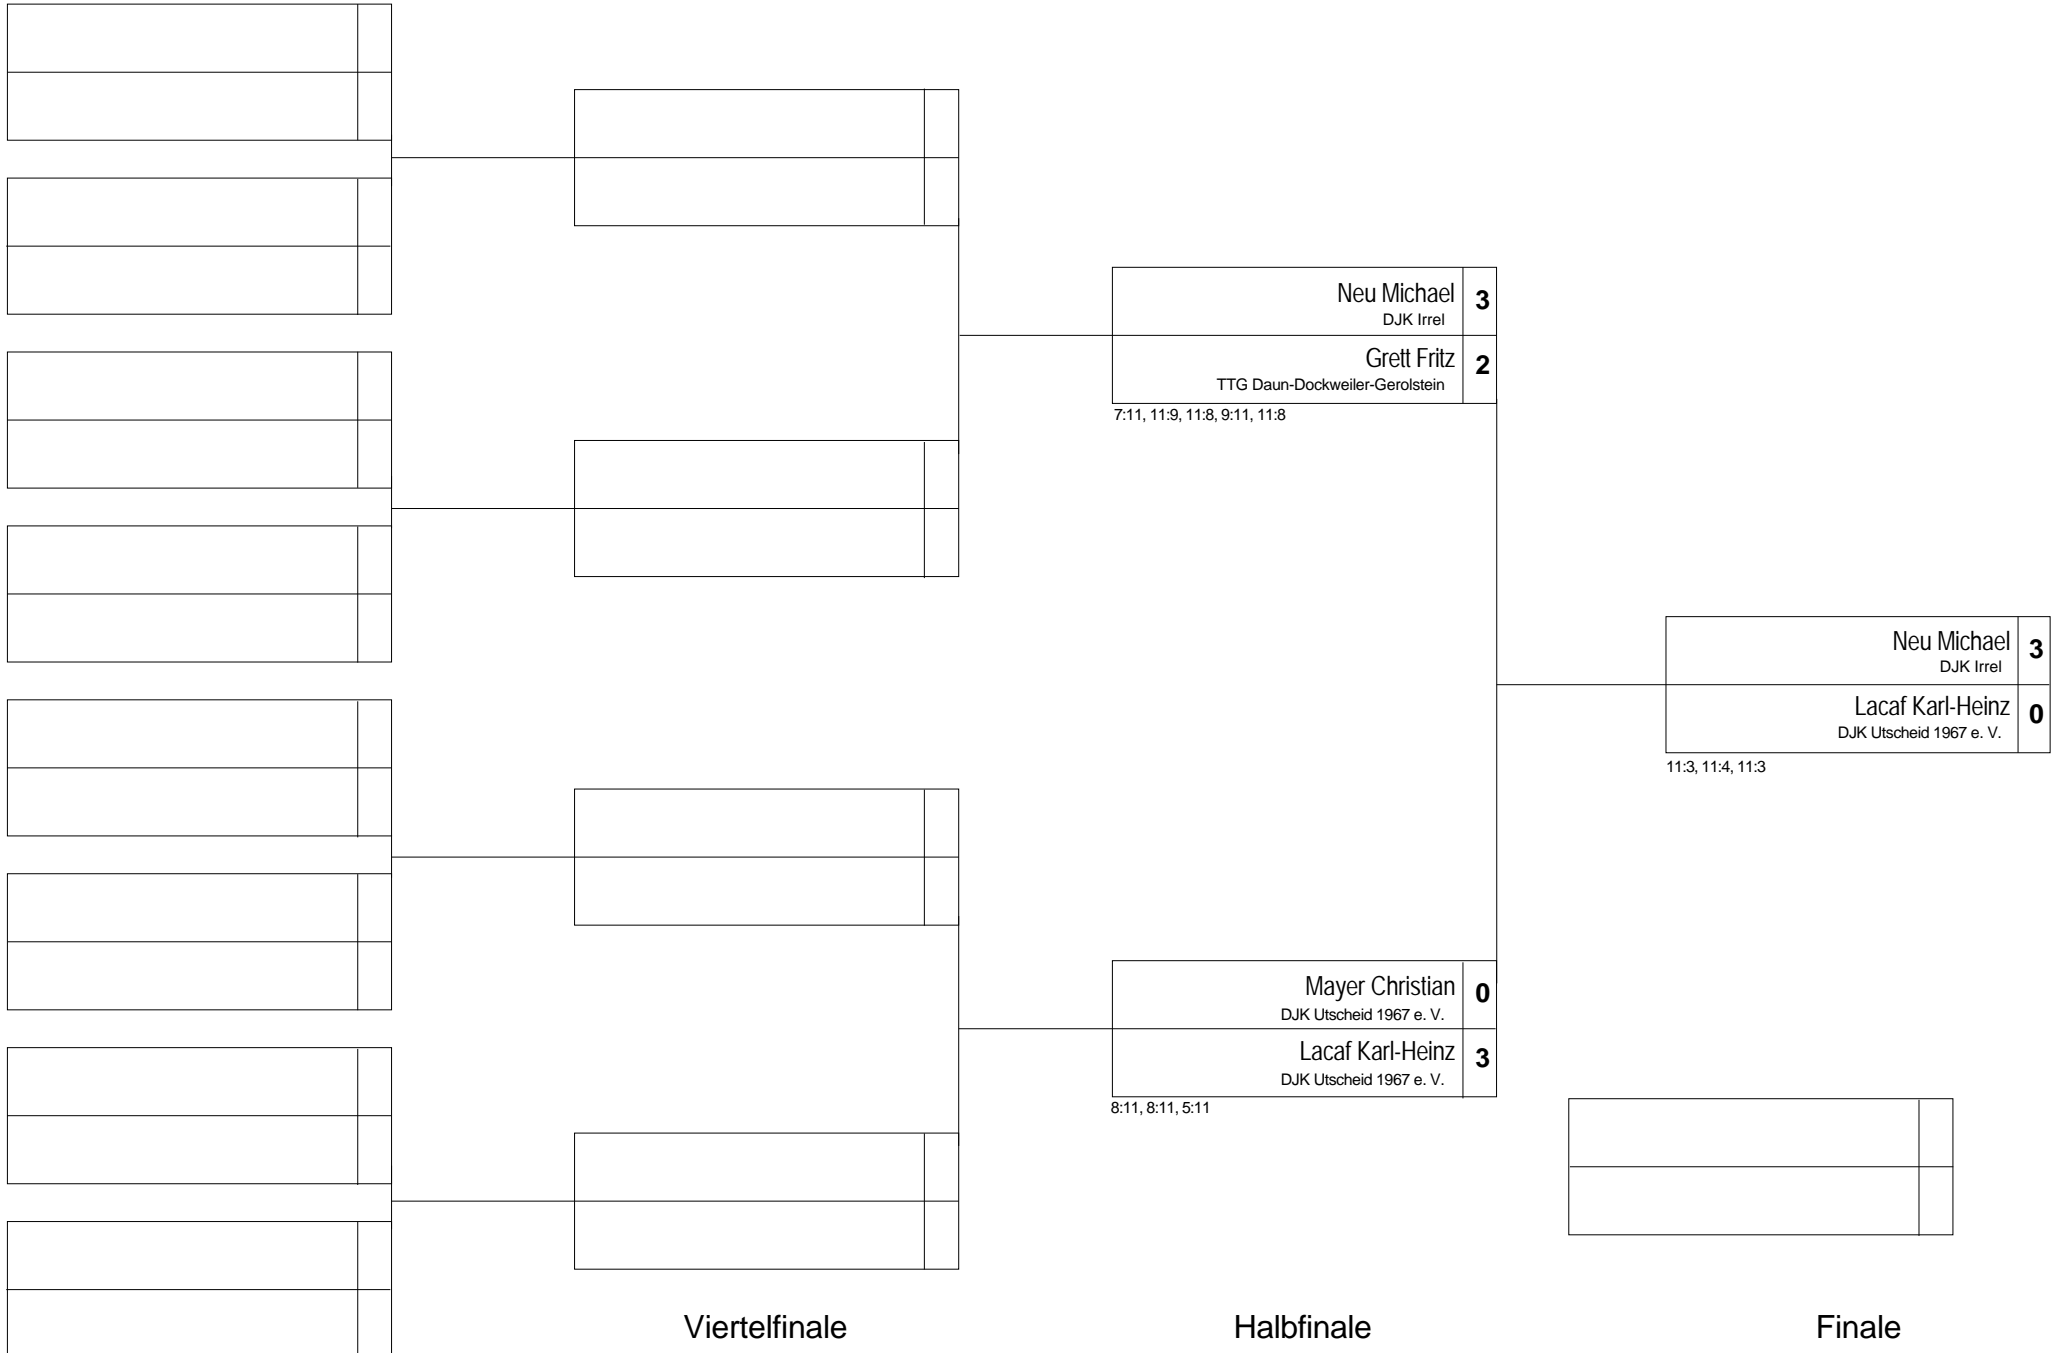 Neu Michael 3
DJK Irrel
Grett Fritz 2
TTG Daun-Dockweiler-Gerolstein
7:11, 11:9, 11:8, 9:11, 11:8
Neu Michael 3
DJK Irrel
Lacaf Karl-Heinz 0
DJK Utscheid 1967 e. V.
11:3, 11:4, 11:3
Mayer Christian 0
DJK Utscheid 1967 e. V.
Lacaf Karl-Heinz 3
DJK Utscheid 1967 e. V.
8:11, 8:11, 5:11
Viertelfinale Halbfinale Finale